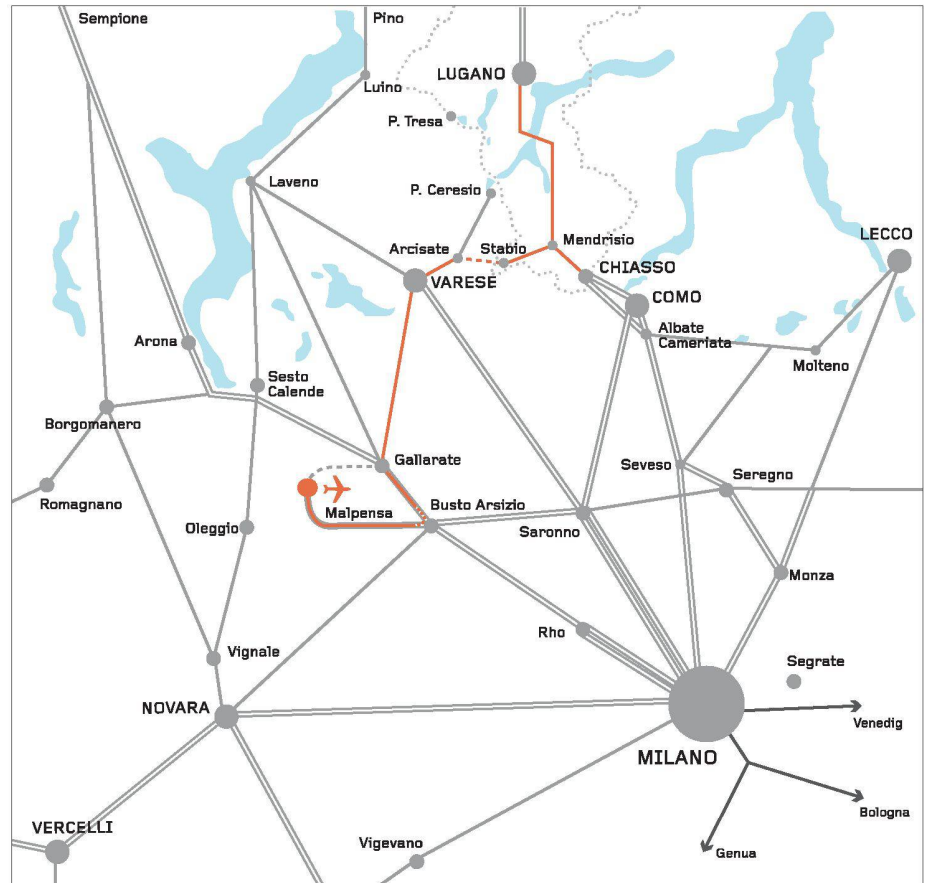 Sempione
Pino
LUGANO
Luino
P. Tresa
Laveno
P. Ceresio
LECCO
Arcisate
Stabio
Mendrisio
CHIASSO
VARESE
COMO
Arona
Albate
Camerlata
Molteno
Sesto
Calende
Borgomanero
Gallarate
Seveso
Seregno
Romagnano
Malpensa
Busto Arsizio
Oleggio
Saronno
Monza
Rho
Vignale
Segrate
NOVARA
Venedig
MILANO
Bologna
VERCELLI
Vigevano
Genua